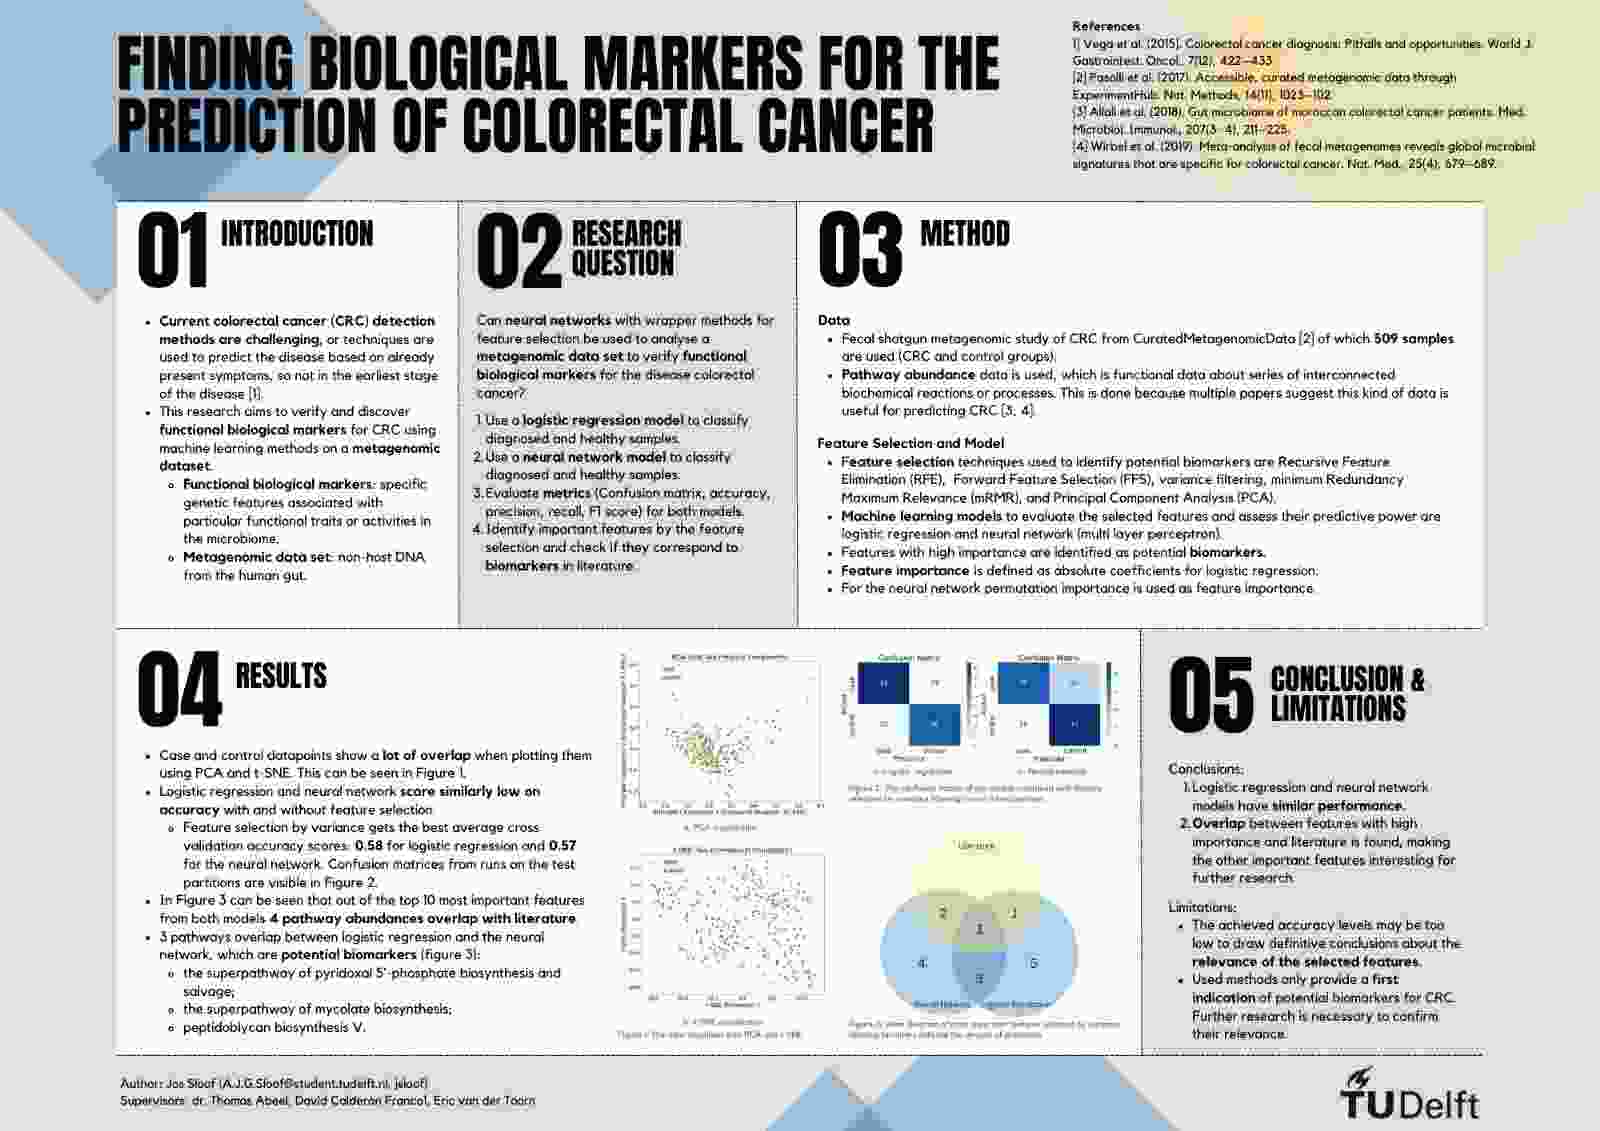 FINDING BIOLOGICAL MARKERS FOR THE
PREDICTION OF COLORECTAL CANCER
References
1] Vega et al. (2015). Colorectal cancer diagnosis: Pitfalls and opportunities. World J.
Gastrointest. Oncol., 7(12), 422—433
[2] Pasolli et al. (2017). Accessible, curated metagenomic data through
ExperimentHub. Nat. Methods, 14(11), 1023—102
[3] Allali et al. (2018). Gut microbiome of moroccan colorectal cancer patients. Med.
Microbiol. Immunol., 207(3—4), 211—225.
[4] Wirbel et al. (2019). Meta-analysis of fecal metagenomes reveals global microbial
signatures that are specific for colorectal cancer. Nat. Med., 25(4), 679—689.
01 INTRODUCTION
• Current colorectal cancer (CRC) detection
methods are challenging, or techniques are
used to predict the disease based on already
present symptoms, so not in the earliest stage
of the disease [1].
• This research aims to verify and discover
functional biological markers for CRC using
machine learning methods on a metagenomic
dataset.
Functional biological markers: specific
genetic features associated with
particular functional traits or activities in
the microbiome.
Metagenomic data set: non-host DNA
from the human gut.
02 RESEARCH
QUESTION
Can neural networks with wrapper methods for
feature selection be used to analyse a
metagenomic data set to verify functional
biological markers for the disease colorectal
cancer?
1. Use a logistic regression model to classify
diagnosed and healthy samples.
2. Use a neural network model to classify
diagnosed and healthy samples.
3. Evaluate metrics (Confusion matrix, accuracy,
precision, recall, F1 score) for both models.
4. Identify important features by the feature
selection and check if they correspond to
biomarkers in literature.
03 METHOD
Data
• Fecal shotgun metagenomic study of CRC from CuratedMetagenomicData [2] of which 509 samples
are used (CRC and control groups).
• Pathway abundance data is used, which is functional data about series of interconnected
biochemical reactions or processes. This is done because multiple papers suggest this kind of data is
useful for predicting CRC [3, 4].
Feature Selection and Model
• Feature selection techniques used to identify potential biomarkers are Recursive Feature
Elimination (RFE), Forward Feature Selection (FFS), variance filtering, minimum Redundancy
Maximum Relevance (mRMR), and Principal Component Analysis (PCA).
• Machine learning models to evaluate the selected features and assess their predictive power are
logistic regression and neural network (multi layer perceptron).
• Features with high importance are identified as potential biomarkers.
• Feature importance is defined as absolute coefficients for logistic regression.
• For the neural network permutation importance is used as feature importance.
04 RESULTS
• Case and control datapoints show a lot of overlap when plotting them
using PCA and t-SNE. This can be seen in Figure 1.
• Logistic regression and neural network score similarly low on
accuracy with and without feature selection.
Feature selection by variance gets the best average cross
validation accuracy scores: 0.58 for logistic regression and 0.57
for the neural network. Confusion matrices from runs on the test
partitions are visible in Figure 2.
• In Figure 3 can be seen that out of the top 10 most important features
from both models 4 pathway abundances overlap with literature.
• 3 pathways overlap between logistic regression and the neural
network, which are potential biomarkers (figure 3):
the superpathway of pyridoxal 5'-phosphate biosynthesis and
salvage;
the superpathway of mycolate biosynthesis;
peptidoblycan biosynthesis V.
a. PCA visualization
b. t-SNE visualization
Confusion Matrix
Confusion Matrix
Literature
2
1
1
4
3
5
05 CONCLUSION &
LIMITATIONS
Conclusions:
1. Logistic regression and neural network
models have similar performance.
2. Overlap between features with high
importance and literature is found, making
the other important features interesting for
further research.
Limitations:
• The achieved accuracy levels may be too
low to draw definitive conclusions about the
relevance of the selected features.
• Used methods only provide a first
indication of potential biomarkers for CRC.
Further research is necessary to confirm
their relevance.
Author: Jos Sloof (A.J.G.Sloof@student.tudelft.nl, jsloof)
Supervisors: dr. Thomas Abeel, David Calderón Franco1, Eric van der Toorn
TU Delft